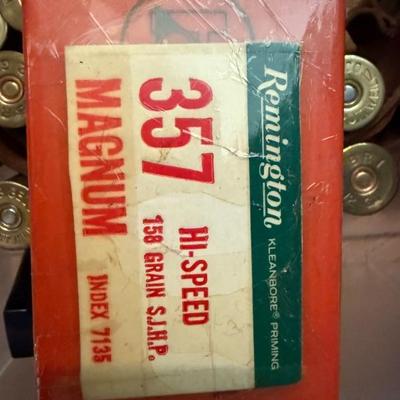 Remington
KLEANBORE® PRIMING
357
HI-SPEED
158 GRAIN S.J.H.P.
MAGNUM
INDEX 7135